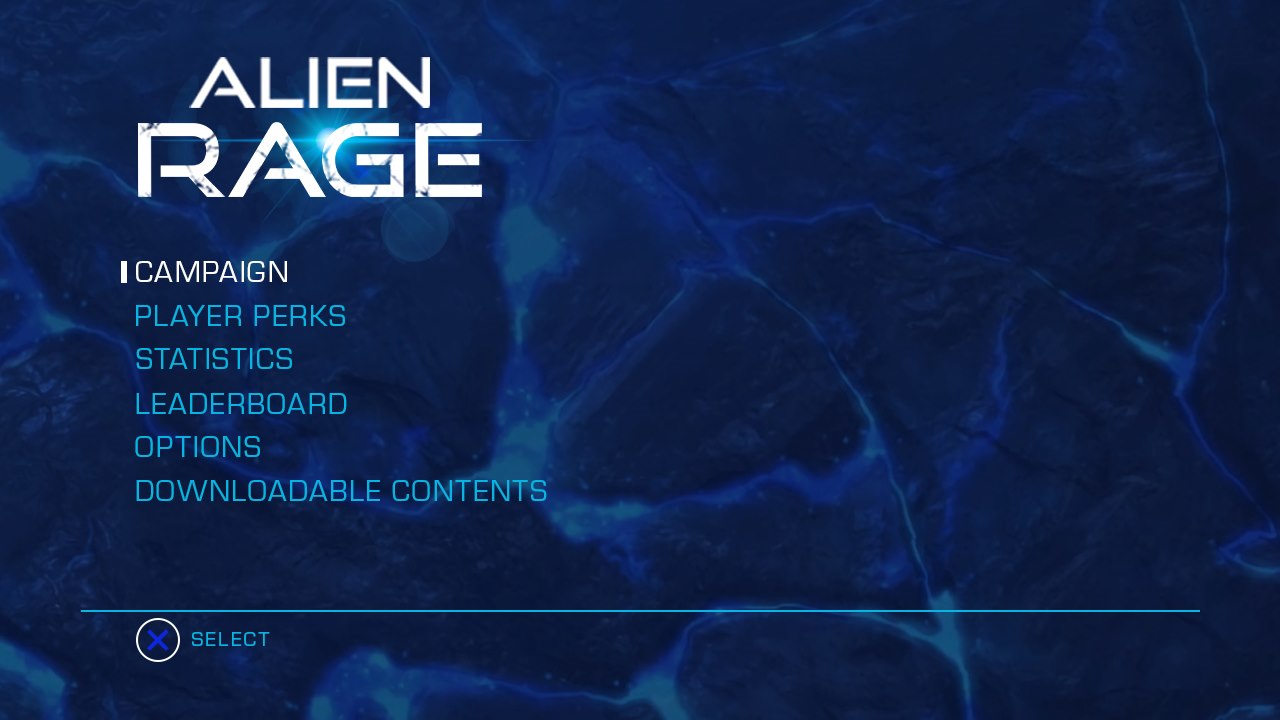 ALIEN
RAGE
CAMPAIGN
PLAYER PERKS
STATISTICS
LEADERBOARD
OPTIONS
DOWNLOADABLE CONTENTS
SELECT